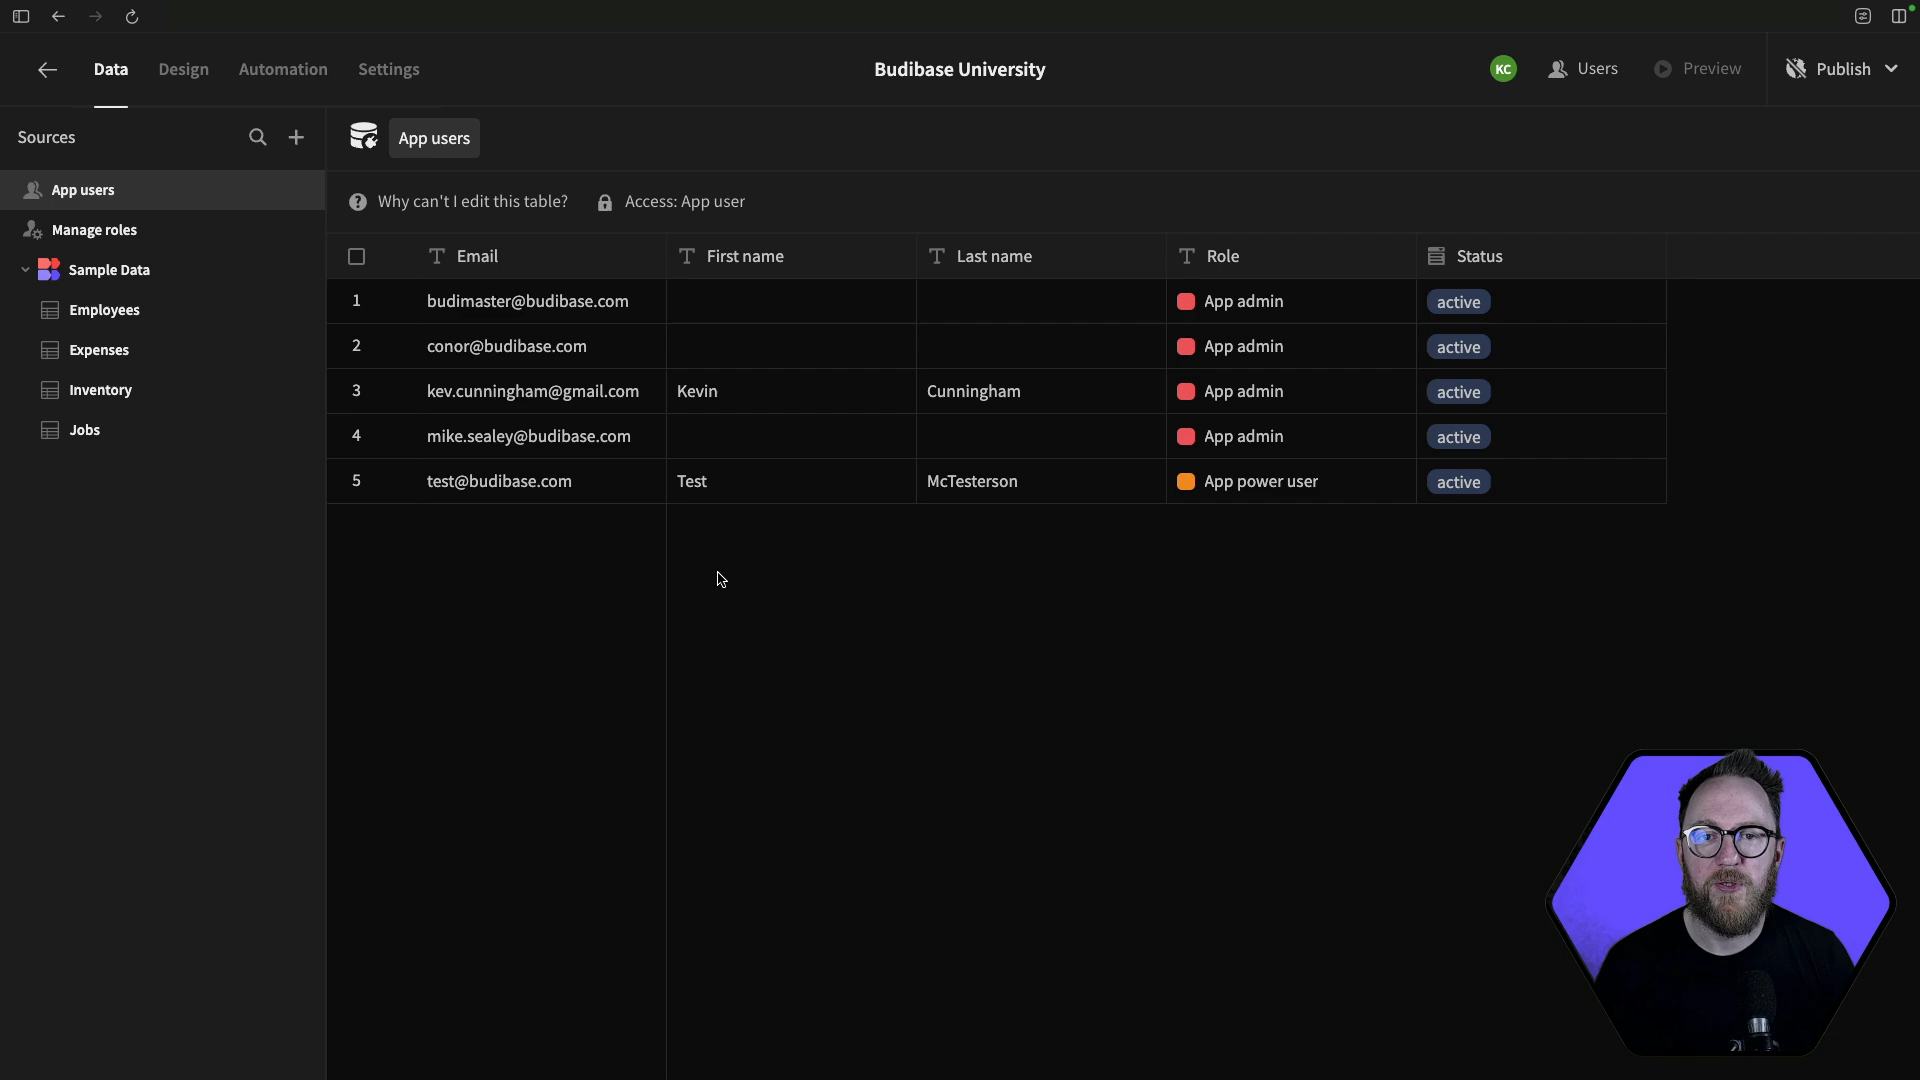 Data Design Automation Settings
Budibase University
KC Users Preview Publish
Sources
App users
App users
Manage roles
Sample Data
Employees
Expenses
Inventory
Jobs
Why can't I edit this table? Access: App user
Email First name Last name Role Status
1 budimaster@budibase.com App admin active
2 conor@budibase.com App admin active
3 kev.cunningham@gmail.com Kevin Cunningham App admin active
4 mike.sealey@budibase.com App admin active
5 test@budibase.com Test McTesterson App power user active